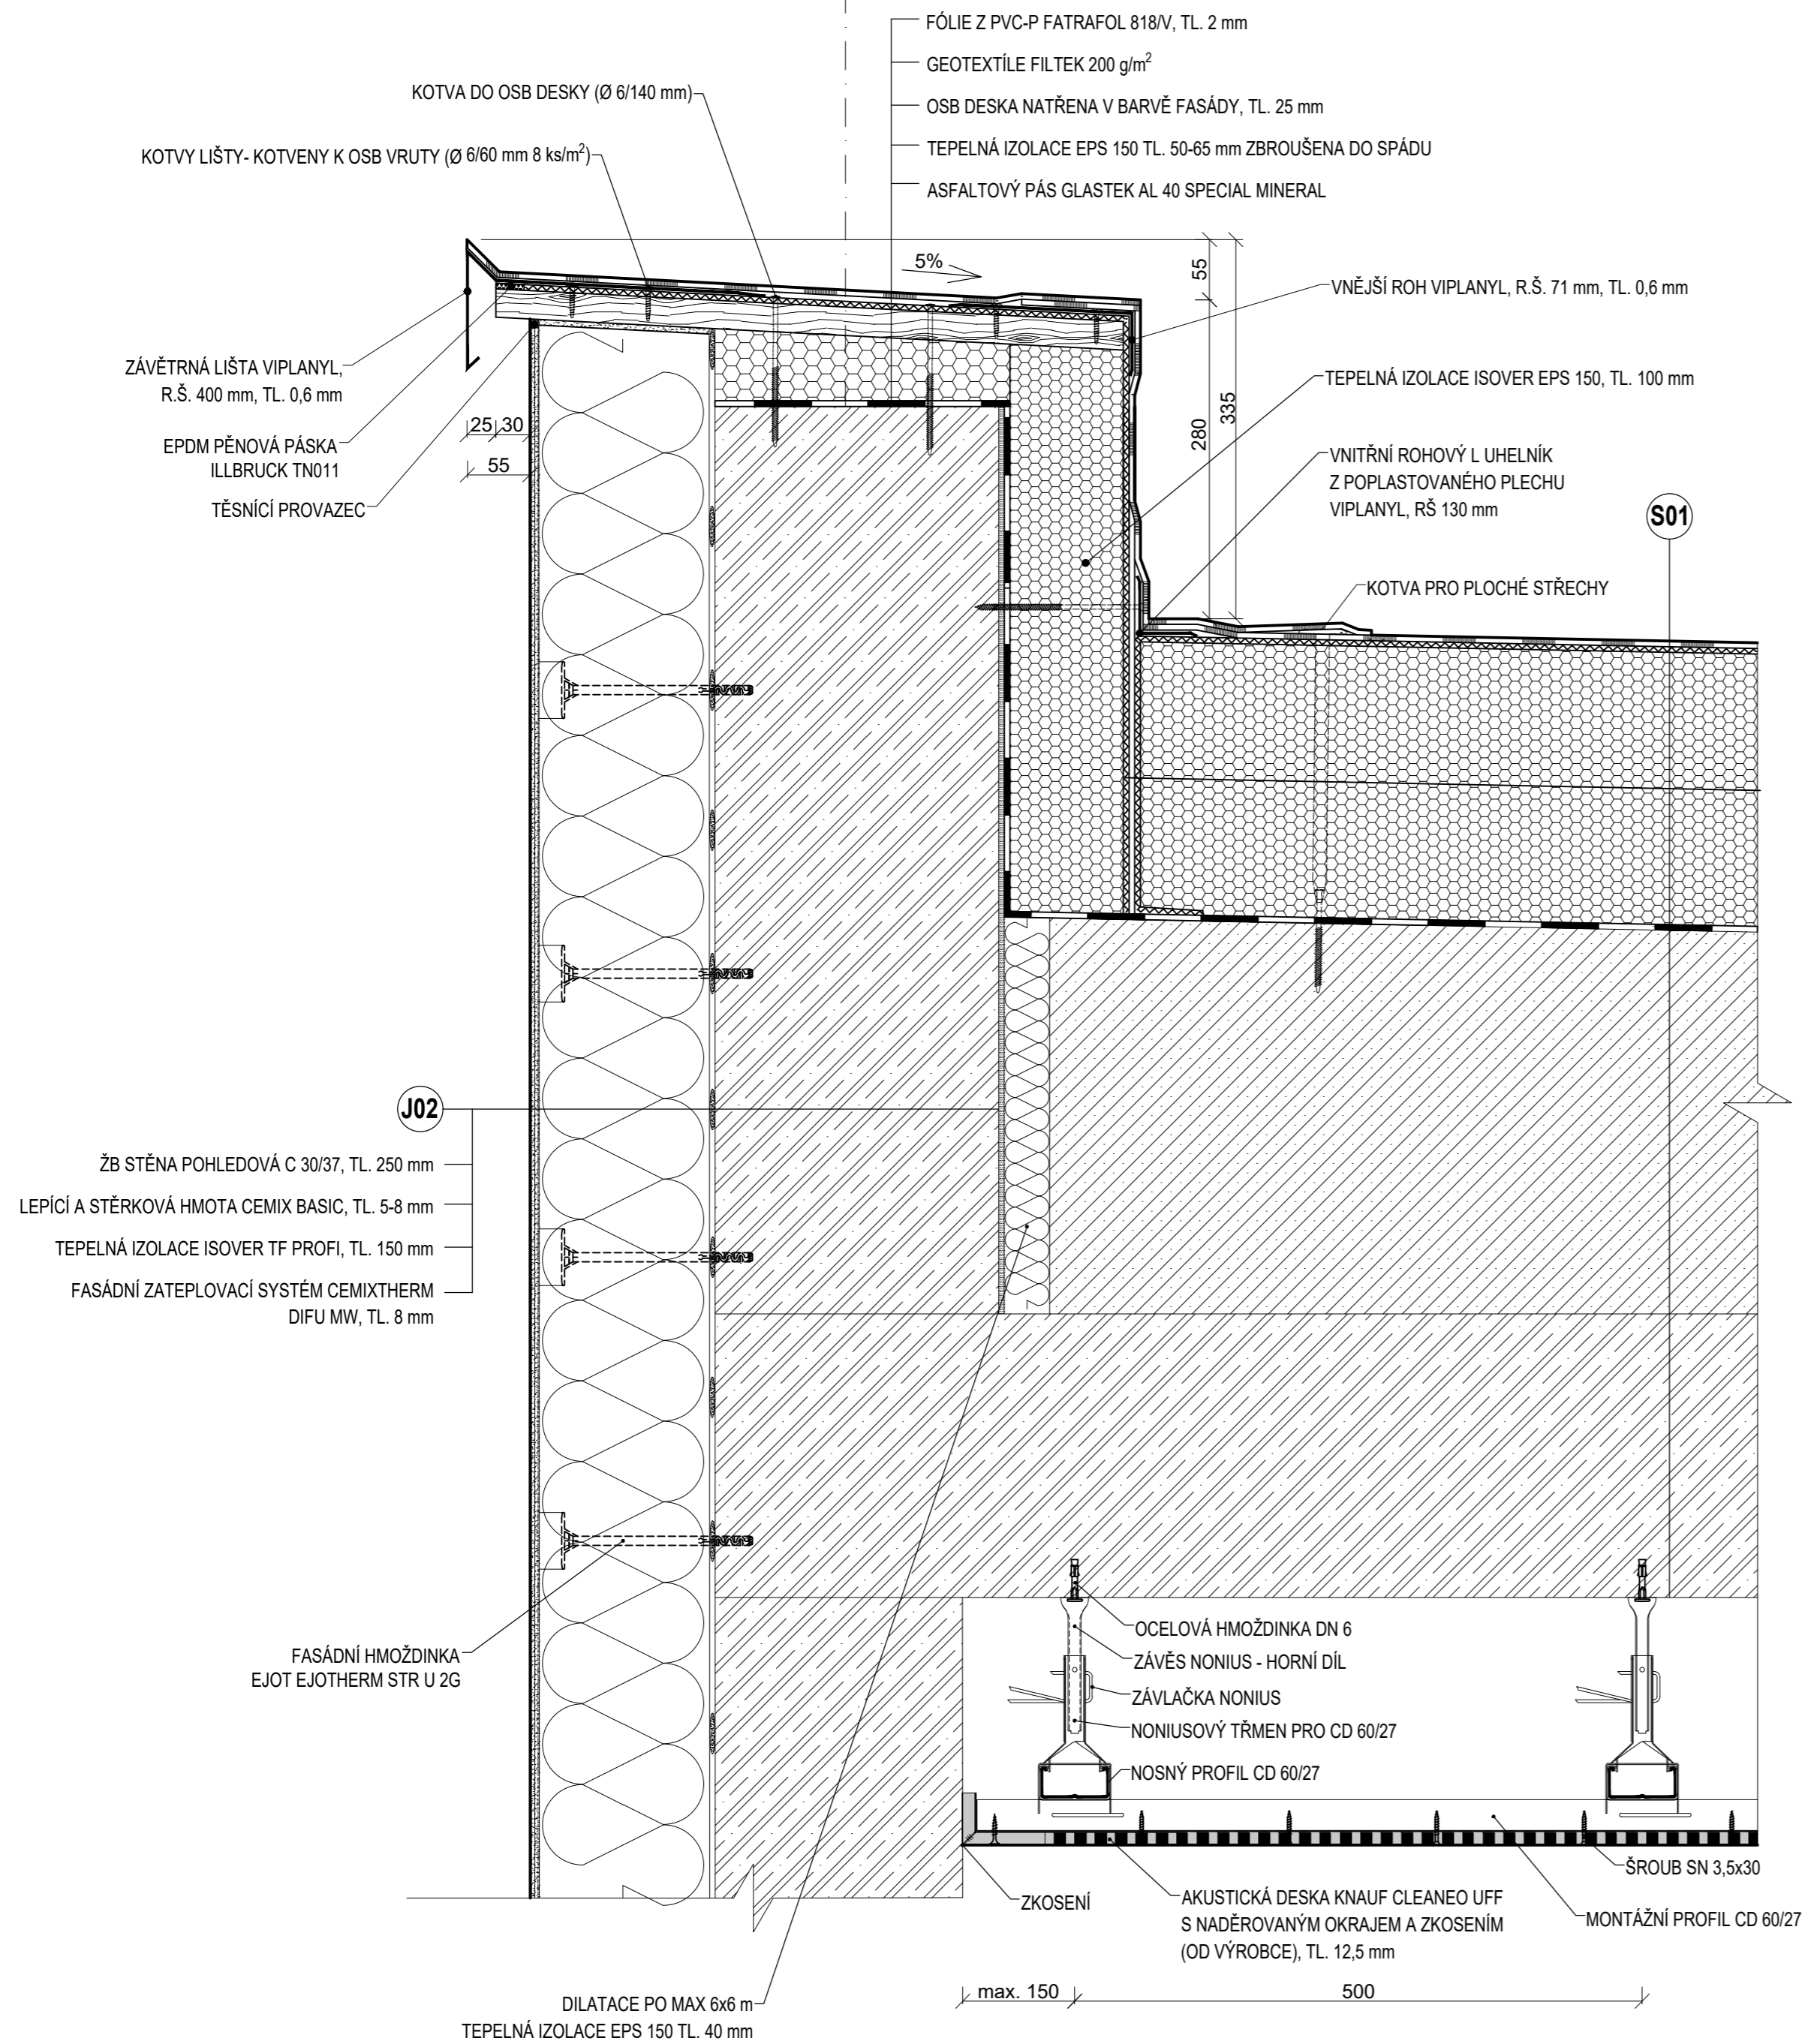 FÓLIE Z PVC-P FATRAFOL 818/V, TL. 2 mm
GEOTEXTÍLE FILTEK 200 g/m²
KOTVA DO OSB DESKY (Ø 6/140 mm)
OSB DESKA NATŘENA V BARVĚ FASÁDY, TL. 25 mm
KOTVY LIŠTY- KOTVENY K OSB VRUTY (Ø 6/60 mm 8 ks/m²)
TEPELNÁ IZOLACE EPS 150 TL. 50-65 mm ZBROUŠENA DO SPÁDU
ASFALTOVÝ PÁS GLASTEK AL 40 SPECIAL MINERAL
5%
55
280
335
VNĚJŠÍ ROH VIPLANYL, R.Š. 71 mm, TL. 0,6 mm
ZÁVĚTRNÁ LIŠTA VIPLANYL,
R.Š. 400 mm, TL. 0,6 mm
TEPELNÁ IZOLACE ISOVER EPS 150, TL. 100 mm
25 30
55
EPDM PĚNOVÁ PÁSKA
ILLBRUCK TN011
TĚSNÍCÍ PROVAZEC
VNITŘNÍ ROHOVÝ L UHELNÍK
Z POPLASTOVANÉHO PLECHU
VIPLANYL, RŠ 130 mm
S01
KOTVA PRO PLOCHÉ STŘECHY
J02
ŽB STĚNA POHLEDOVÁ C 30/37, TL. 250 mm
LEPÍCÍ A STĚRKOVÁ HMOTA CEMIX BASIC, TL. 5-8 mm
TEPELNÁ IZOLACE ISOVER TF PROFI, TL. 150 mm
FASÁDNÍ ZATEPLOVACÍ SYSTÉM CEMIXTHERM
DIFU MW, TL. 8 mm
FASÁDNÍ HMOŽDINKA
EJOT EJOTHERM STR U 2G
OCELOVÁ HMOŽDINKA DN 6
ZÁVĚS NONIUS - HORNÍ DÍL
ZÁVLAČKA NONIUS
NONIUSOVÝ TŘMEN PRO CD 60/27
NOSNÝ PROFIL CD 60/27
ŠROUB SN 3,5x30
ZKOSENÍ
AKUSTICKÁ DESKA KNAUF CLEANEO UFF
S NADĚROVANÝM OKRAJEM A ZKOSENÍM
(OD VÝROBCE), TL. 12,5 mm
MONTÁŽNÍ PROFIL CD 60/27
max. 150
500
DILATACE PO MAX 6x6 m
TEPELNÁ IZOLACE EPS 150 TL. 40 mm